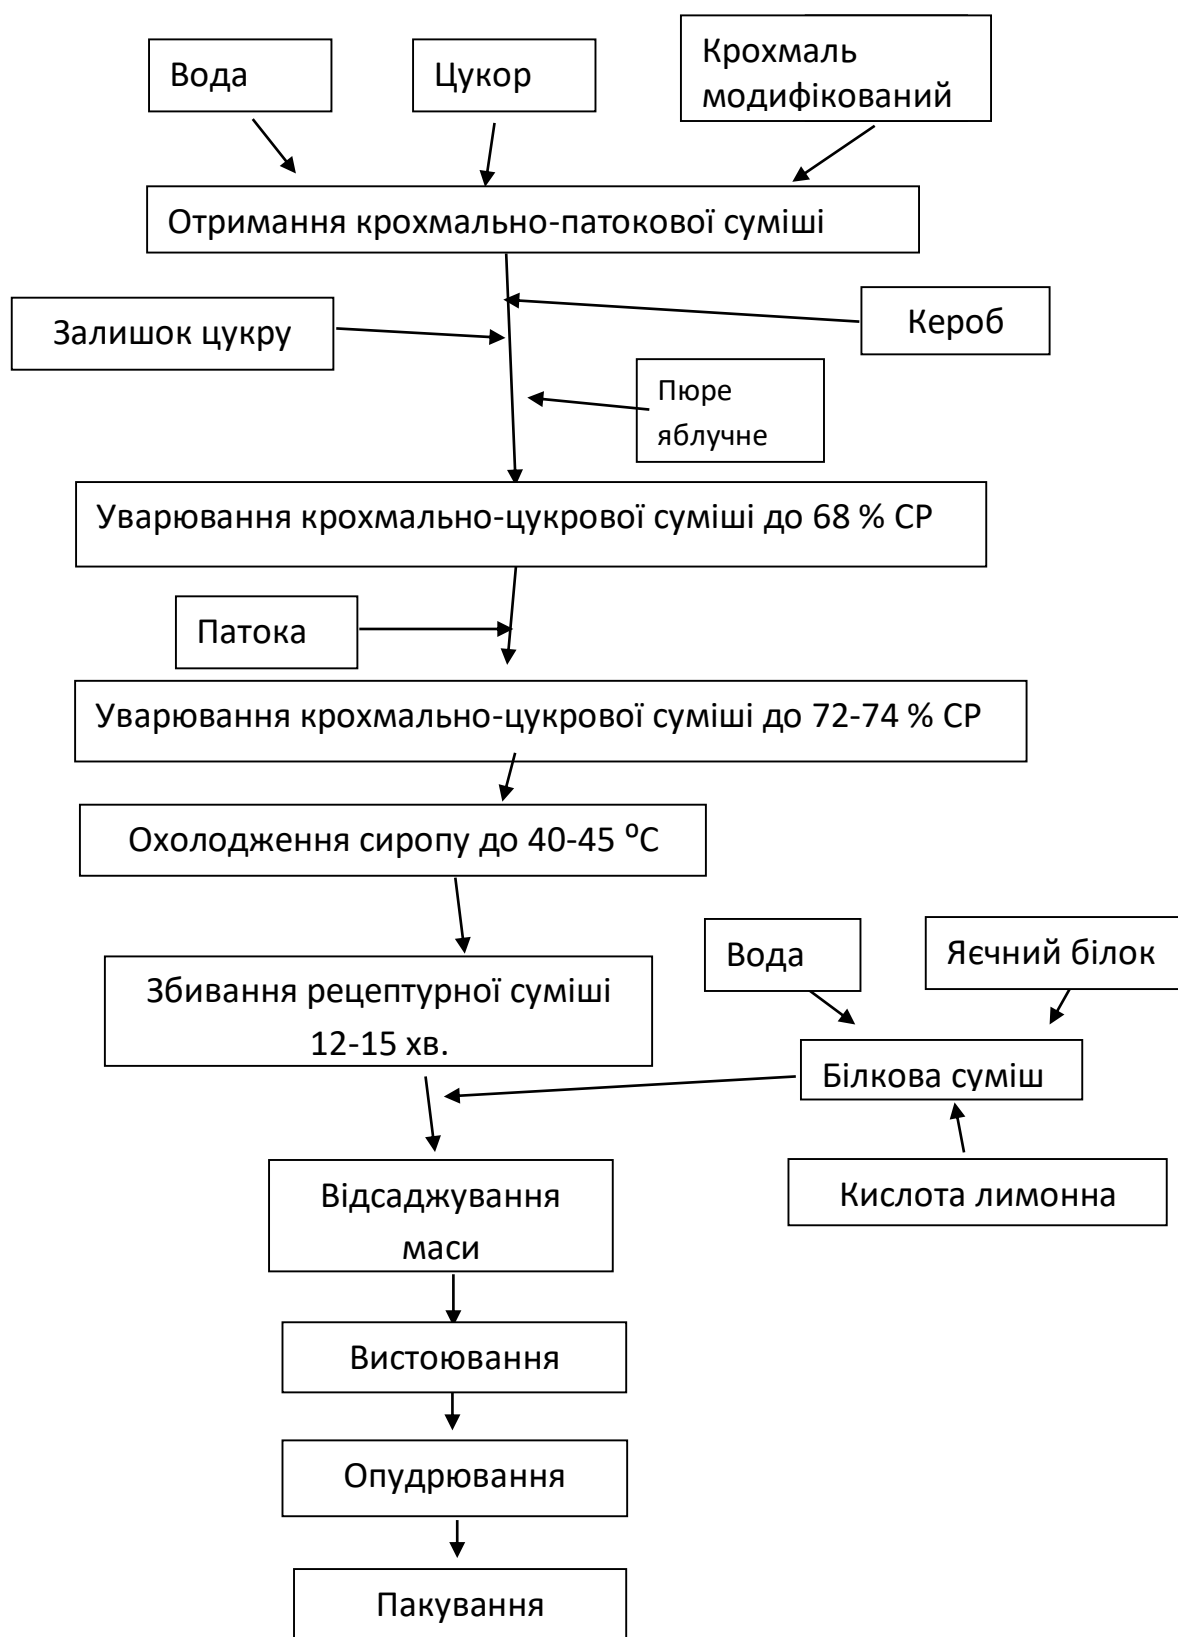 Вода
Цукор
Крохмаль
модифікований
Отримання крохмально-патокової суміші
Залишок цукру
Кероб
Пюре
яблучне
Уварювання крохмально-цукрової суміші до 68 % СР
Патока
Уварювання крохмально-цукрової суміші до 72-74 % СР
Охолодження сиропу до 40-45 ⁰С
Вода
Яєчний білок
Збивання рецептурної суміші
12-15 хв.
Білкова суміш
Відсаджування
маси
Кислота лимонна
Вистоювання
Опудрювання
Пакування